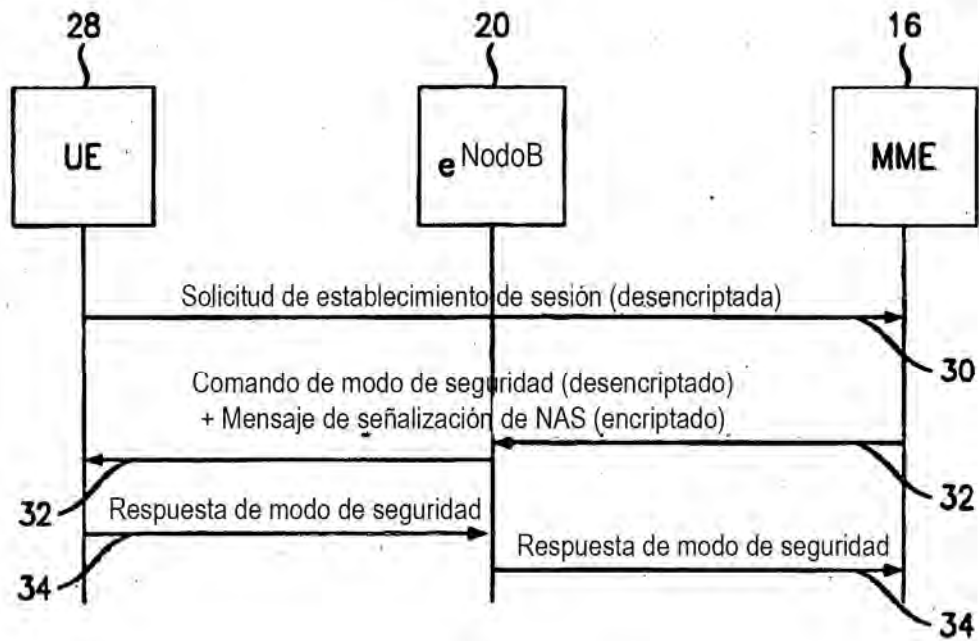 28
20
16
UE
eNodoB
MME
Solicitud de establecimiento de sesión (desencriptada)
30
Comando de modo de seguridad (desencriptado)
+ Mensaje de señalización de NAS (encriptado)
32
32
Respuesta de modo de seguridad
34
Respuesta de modo de seguridad
34